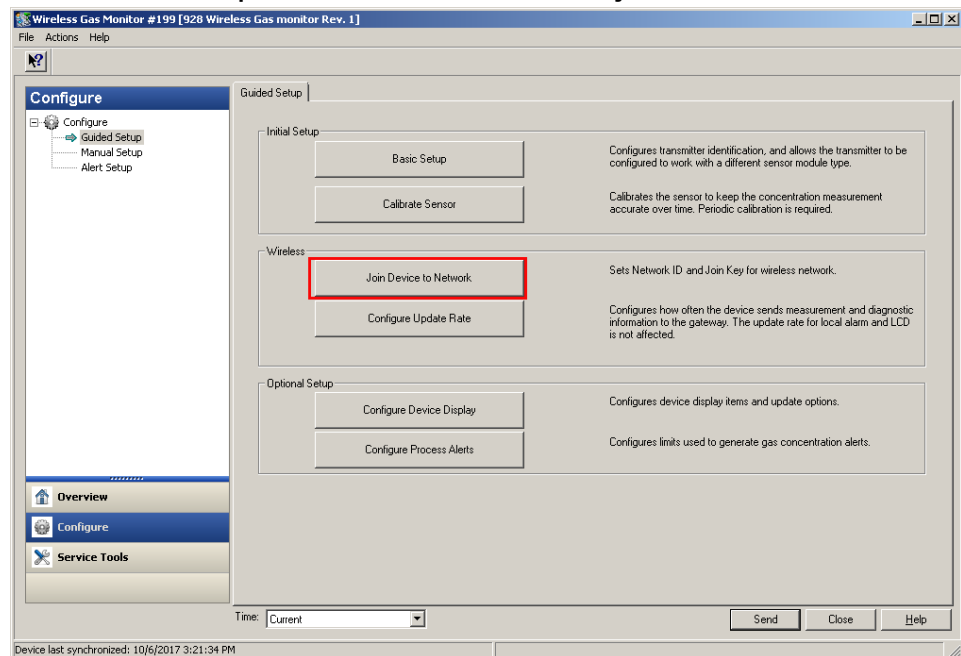 Wireless Gas Monitor #199 [928 Wireless Gas monitor Rev. 1]
File Actions Help
Configure
Configure
Guided Setup
Manual Setup
Alert Setup
Overview
Configure
Service Tools
Guided Setup
Initial Setup
Basic Setup
Configures transmitter identification, and allows the transmitter to be
configured to work with a different sensor module type.
Calibrate Sensor
Calibrates the sensor to keep the concentration measurement
accurate over time. Periodic calibration is required.
Wireless
Join Device to Network
Sets Network ID and Join Key for wireless network.
Configure Update Rate
Configures how often the device sends measurement and diagnostic
information to the gateway. The update rate for local alarm and LCD
is not affected.
Optional Setup
Configure Device Display
Configures device display items and update options.
Configure Process Alerts
Configures limits used to generate gas concentration alerts.
Time: Current
Send Close Help
Device last synchronized: 10/6/2017 3:21:34 PM